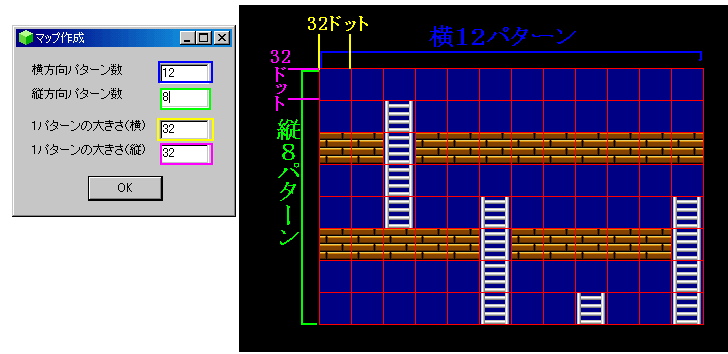 マップ作成
横方向パターン数 12
縦方向パターン数 8
1パターンの大きさ(横) 32
1パターンの大きさ(縦) 32
OK
32ドット
横12パターン
32ドット
縦8パターン